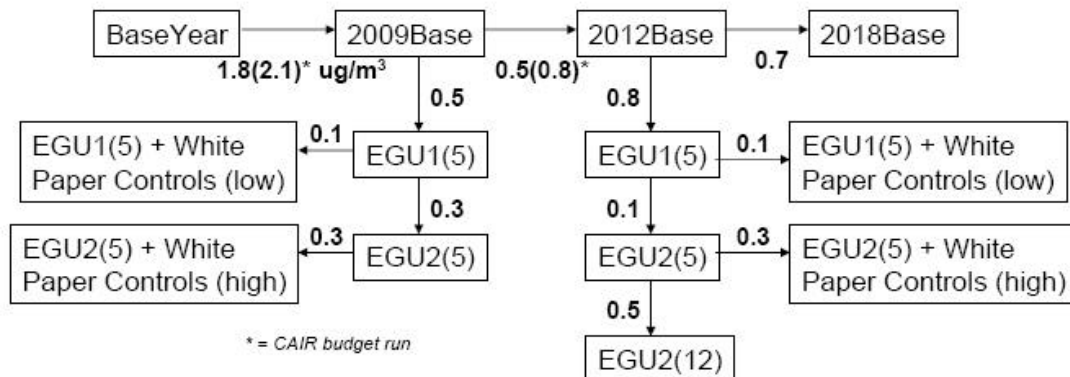 BaseYear
2009Base
2012Base
2018Base
1.8(2.1)* ug/m³
0.5(0.8)*
0.7
0.5
0.8
EGU1(5) + White
Paper Controls (low)
0.1
EGU1(5)
EGU1(5)
0.1
EGU1(5) + White
Paper Controls (low)
0.3
0.1
EGU2(5) + White
Paper Controls (high)
0.3
EGU2(5)
EGU2(5)
0.3
EGU2(5) + White
Paper Controls (high)
0.5
* = CAIR budget run
EGU2(12)